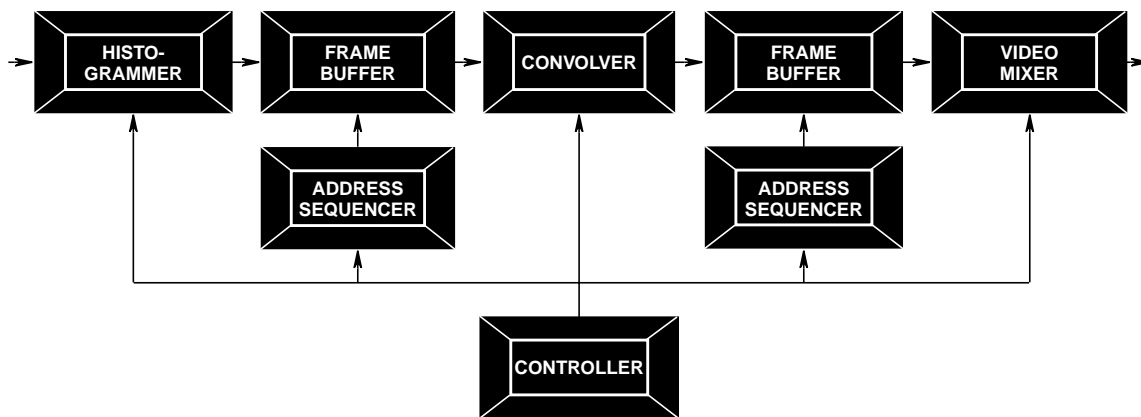 HISTO-
GRAMMER
FRAME
BUFFER
CONVOLVER
FRAME
BUFFER
VIDEO
MIXER
ADDRESS
SEQUENCER
ADDRESS
SEQUENCER
CONTROLLER